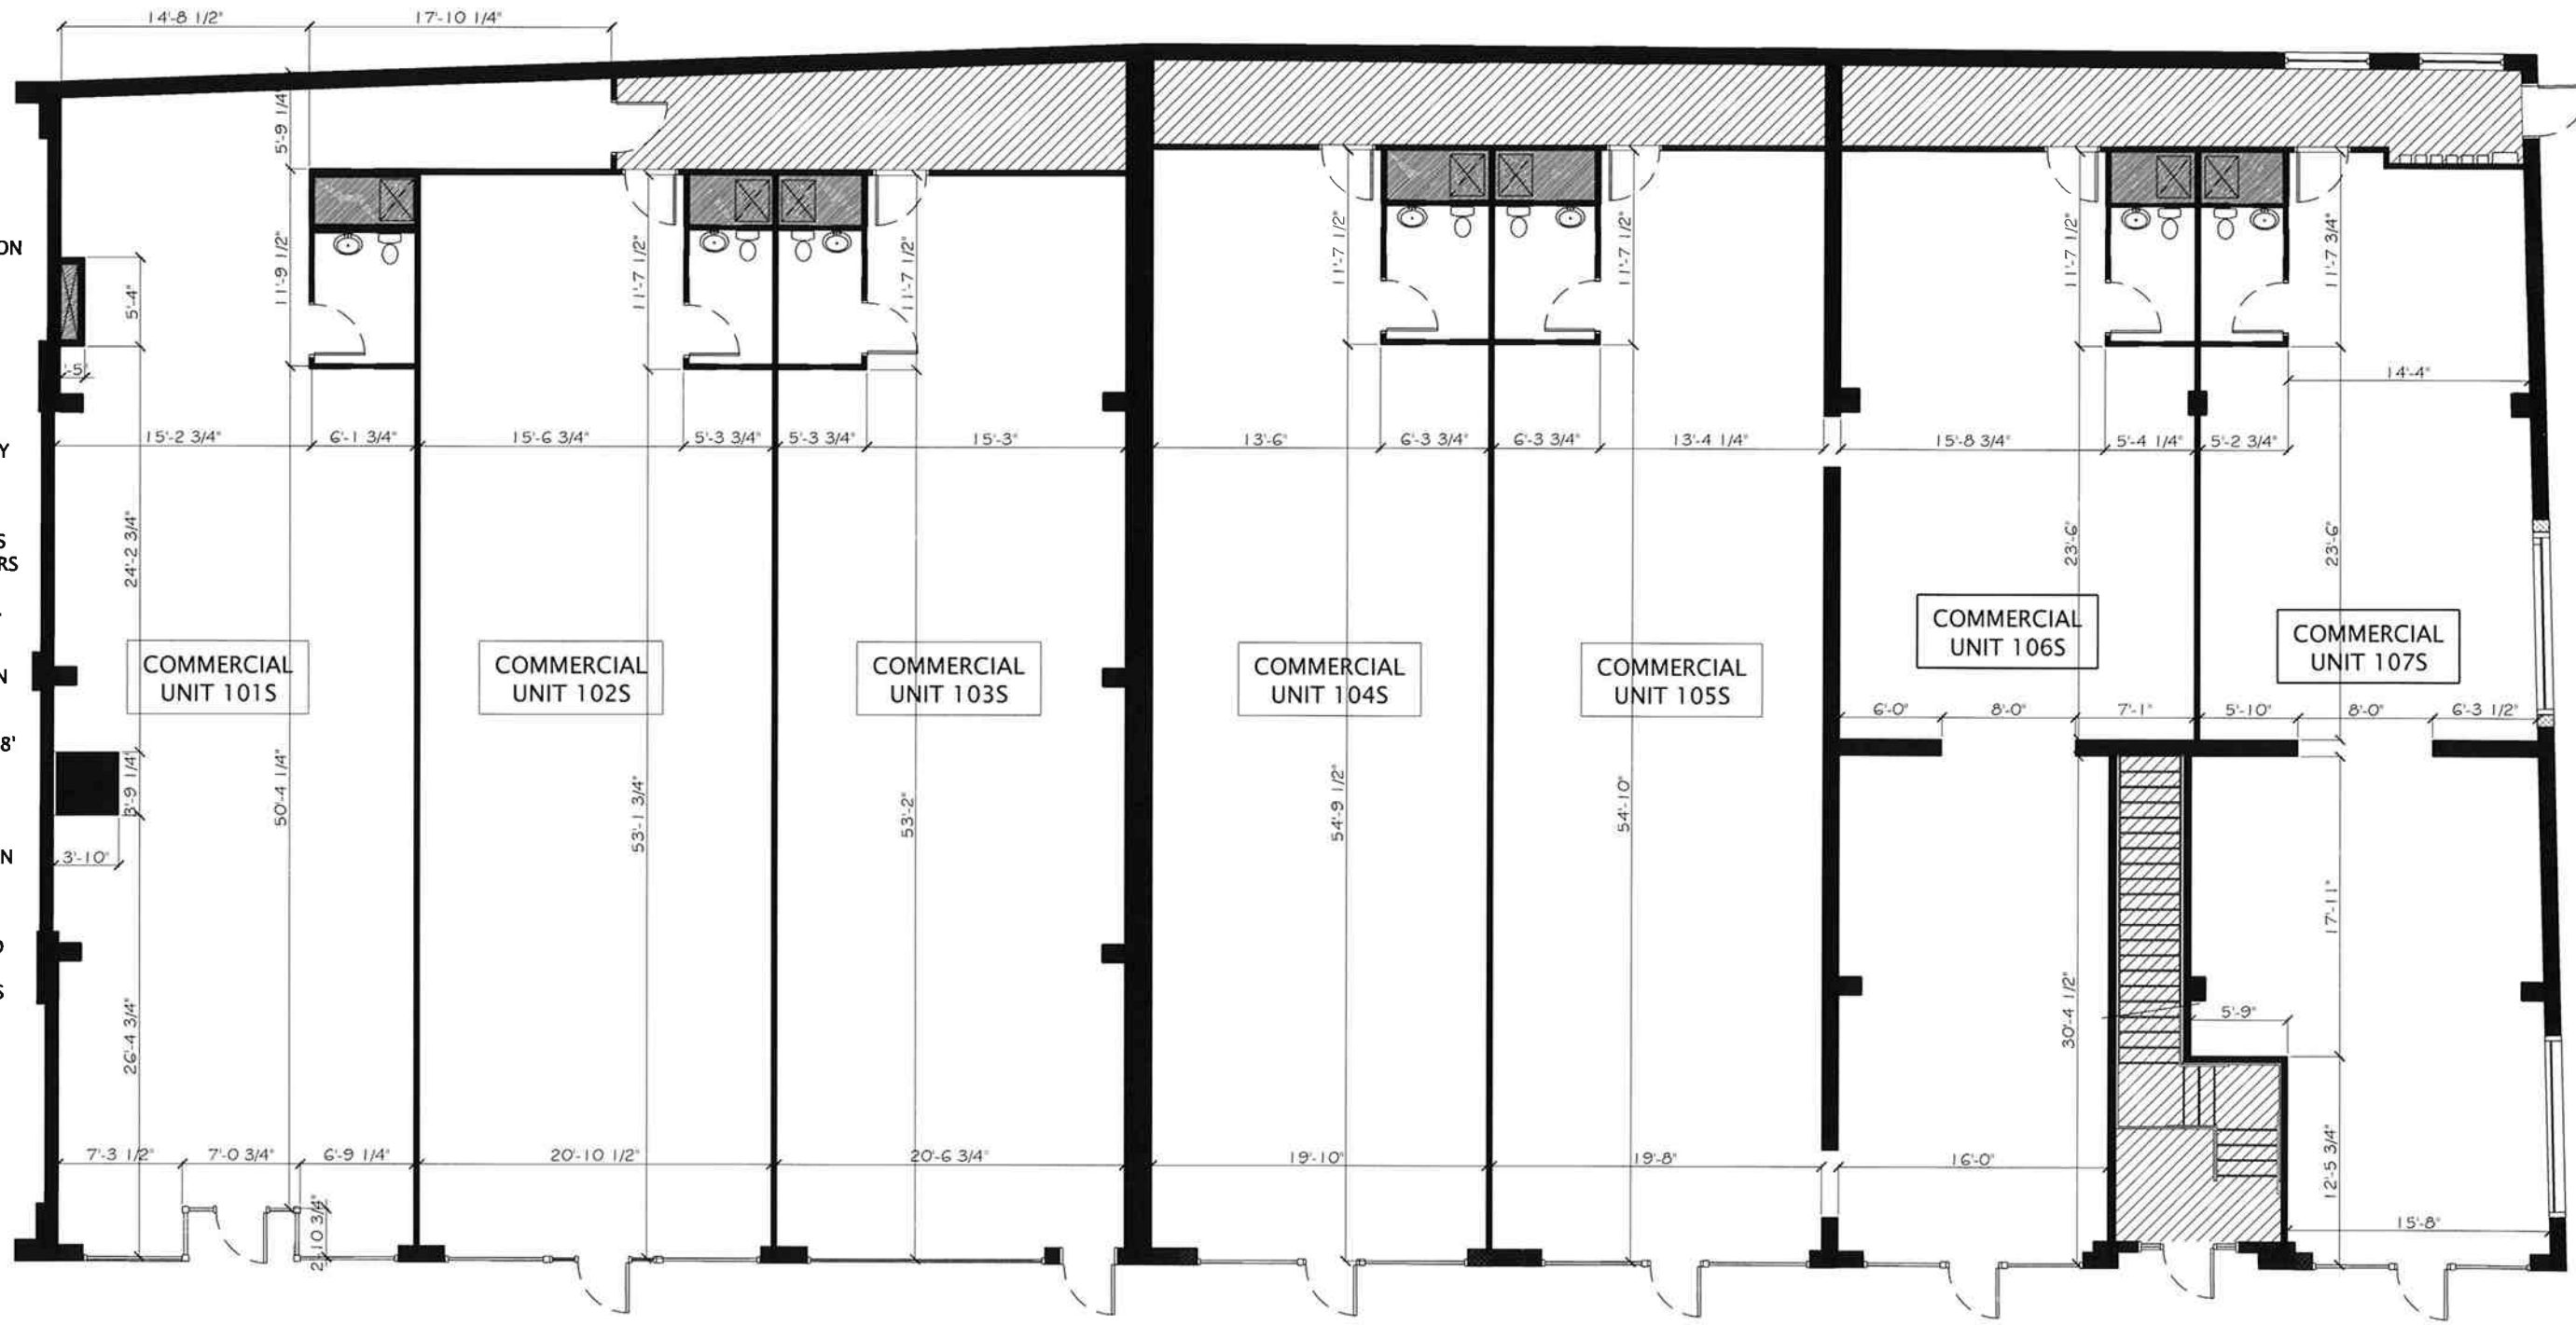 14'-8 1/2"
17'-10 1/4"
5'-9 1/4"
ON
5'-4"
11'-9 1/2"
11'-7 1/2"
11'-7 1/2"
11'-7 1/2"
11'-7 1/2"
11'-7 1/2"
11'-7 3/4"
14'-4"
Y
15'-2 3/4"
6'-1 3/4"
15'-6 3/4"
5'-3 3/4"
5'-3 3/4"
15'-3"
13'-6"
6'-3 3/4"
6'-3 3/4"
13'-4 1/4"
15'-8 3/4"
5'-4 1/4"
5'-2 3/4"
S
RS
24'-2 3/4"
23'-6"
23'-6"
COMMERCIAL
UNIT 101S
COMMERCIAL
UNIT 102S
COMMERCIAL
UNIT 103S
COMMERCIAL
UNIT 104S
COMMERCIAL
UNIT 105S
COMMERCIAL
UNIT 106S
COMMERCIAL
UNIT 107S
N
8'
6'-0"
8'-0"
7'-1"
5'-10"
8'-0"
6'-3 1/2"
3'-9 1/4"
50'-4 1/4"
53'-1 3/4"
53'-2"
54'-9 1/2"
54'-10"
3'-10"
N
17'-11"
S
26'-4 3/4"
30'-4 1/2"
5'-9"
7'-3 1/2"
7'-0 3/4"
6'-9 1/4"
20'-10 1/2"
20'-6 3/4"
19'-10"
19'-8"
16'-0"
12'-5 3/4"
2'-10 3/4"
15'-8"